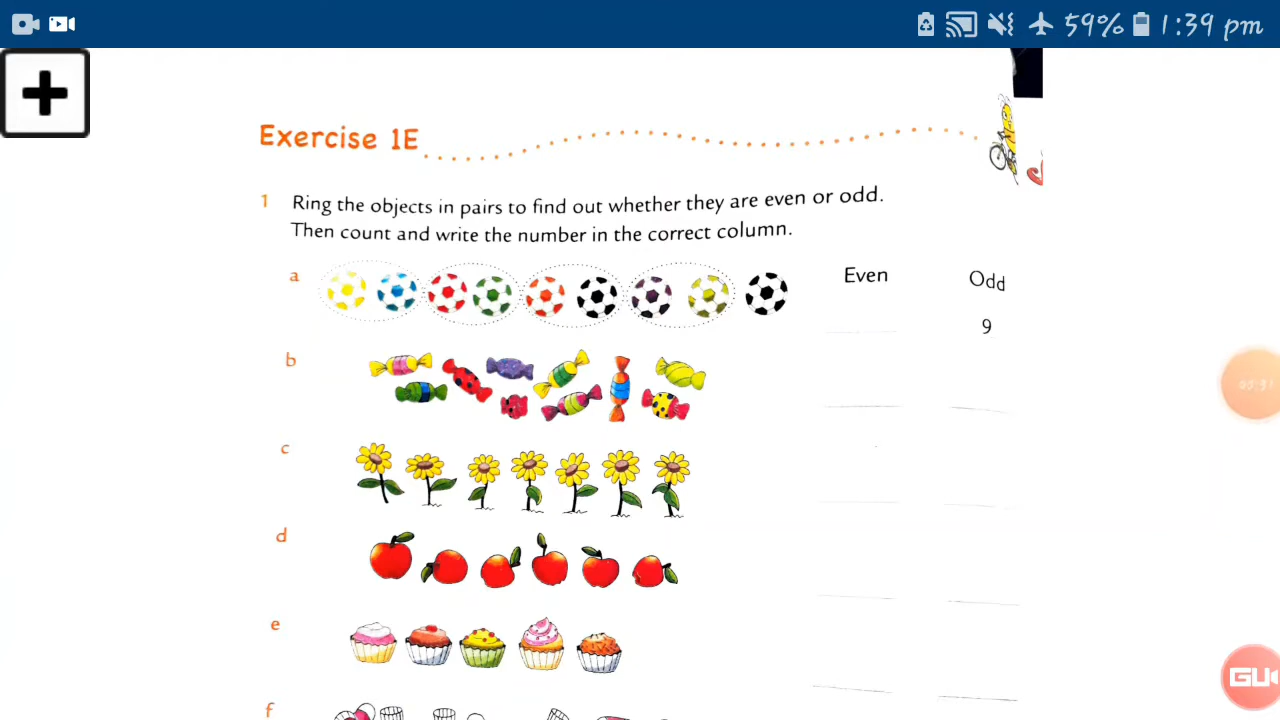 59% 1:39 pm
Exercise 1E
1 Ring the objects in pairs to find out whether they are even or odd.
Then count and write the number in the correct column.
a Even Odd
9
b
c
d
e
f
GU